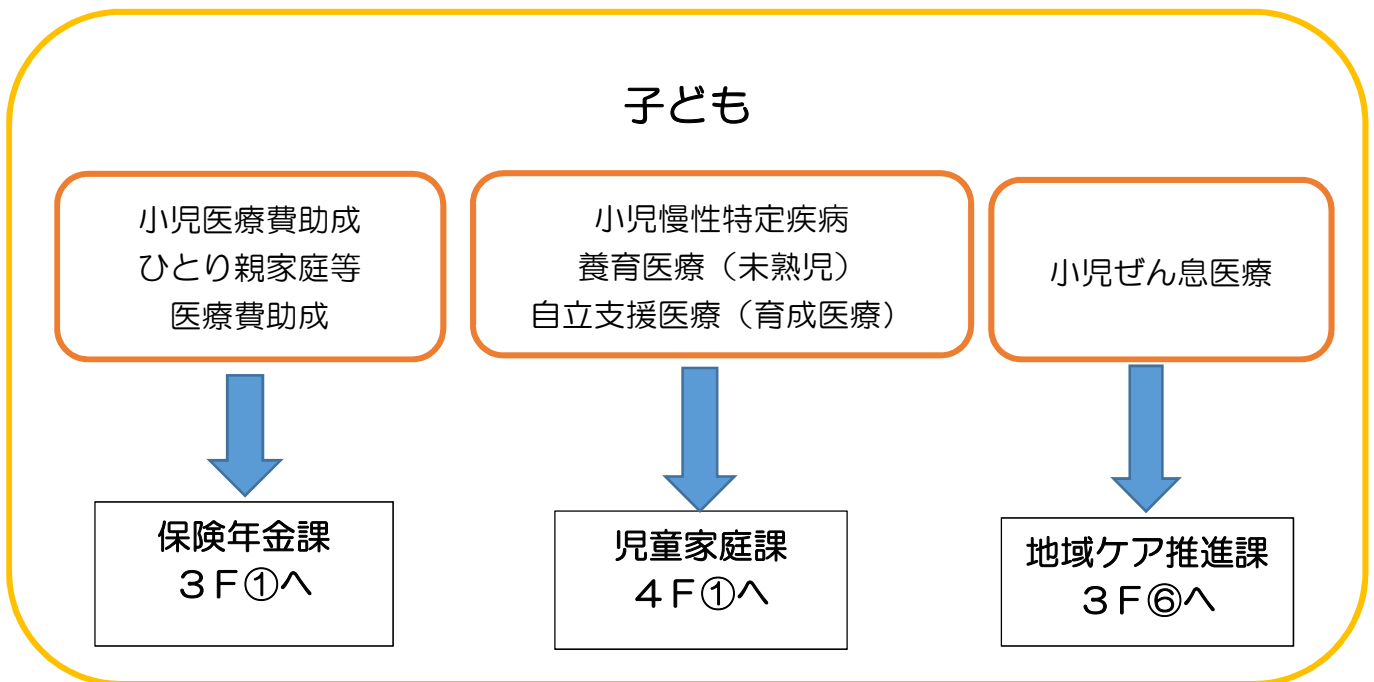 子ども
小児医療費助成
ひとり親家庭等
医療費助成
小児慢性特定疾病
養育医療（未熟児）
自立支援医療（育成医療）
小児ぜん息医療
保険年金課
３Ｆ①へ
児童家庭課
４Ｆ①へ
地域ケア推進課
３Ｆ⑥へ